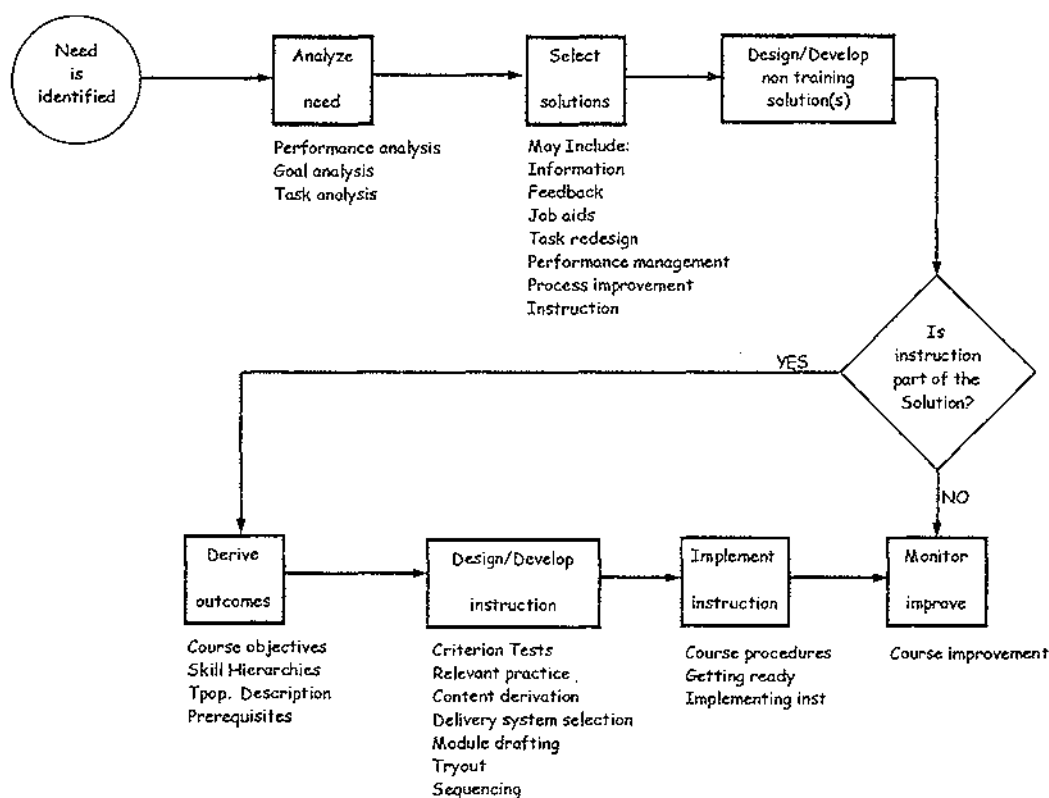 Need
is
identified
Analyze
need
Performance analysis
Goal analysis
Task analysis
Select
solutions
May Include:
Information
Feedback
Job aids
Task redesign
Performance management
Process improvement
Instruction
Design/Develop
non training
solution(s)
Is
instruction
part of the
Solution?
YES
NO
Derive
outcomes
Course objectives
Skill Hierarchies
Tpop. Description
Prerequisites
Design/Develop
instruction
Criterion Tests
Relevant practice
Content derivation
Delivery system selection
Module drafting
Tryout
Sequencing
Implement
instruction
Course procedures
Getting ready
Implementing inst
Monitor
improve
Course improvement